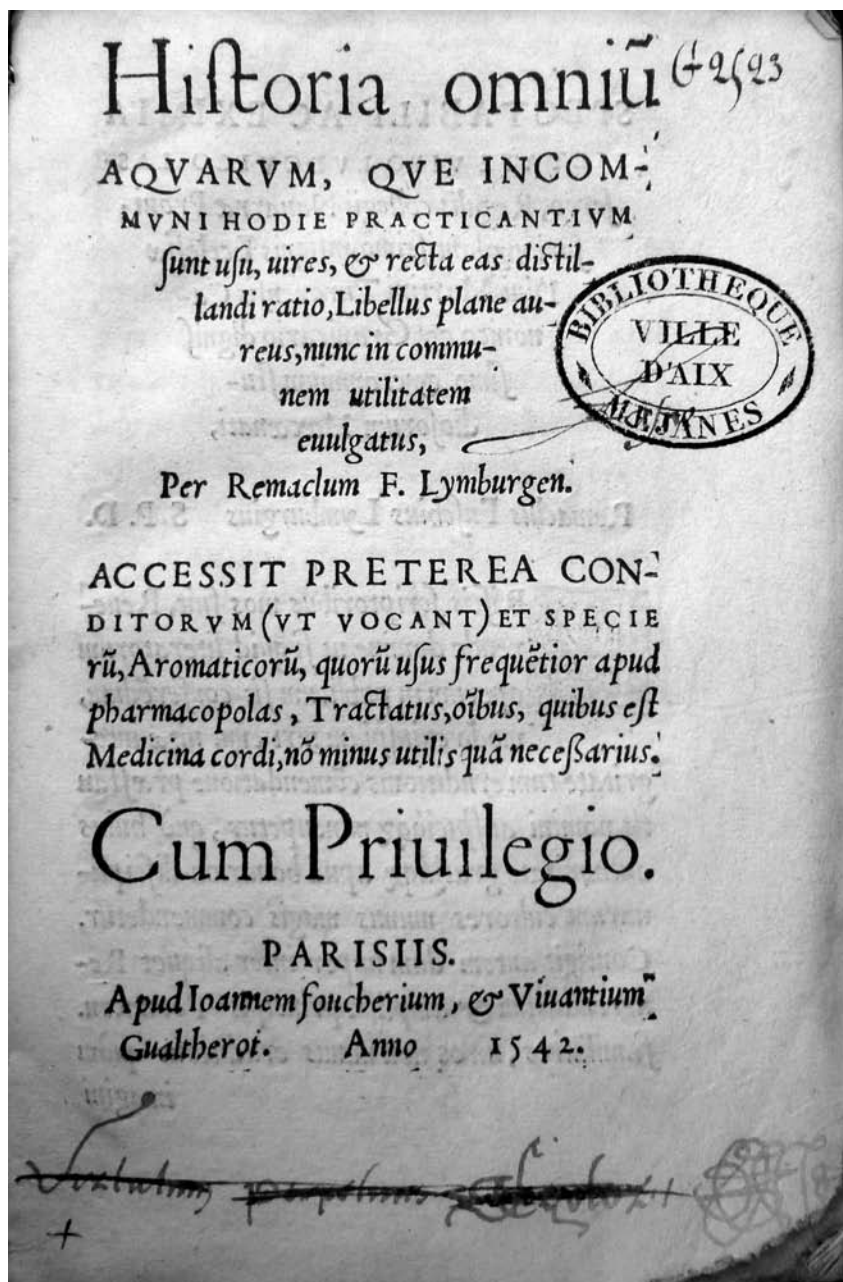 Hiſtoria omniũ
G+2523
AQVARVM, QVE INCOM-
MVNI HODIE PRACTICANTIVM
ſunt uſu, uires, & recta eas distil-
landi ratio, Libellus plane au-
reus, nunc in commu-
nem utilitatem
euulgatus,
Per Remaclum F. Lymburgen.
BIBLIOTHEQUE
VILLE
D'AIX
MEJANES
ACCESSIT PRETEREA CON-
DITORVM (VT VOCANT) ET SPECIE
rũ, Aromaticorũ, quorũ uſus frequẽtior apud
pharmacopolas, Tractatus, oĩbus, quibus eſt
Medicina cordi, nõ minus utilis quã neceßarius.
Cum Priuilegio.
PARISIIS.
Apud Ioannem foucherium, & Viuantium
Gualtherot. Anno 1542.